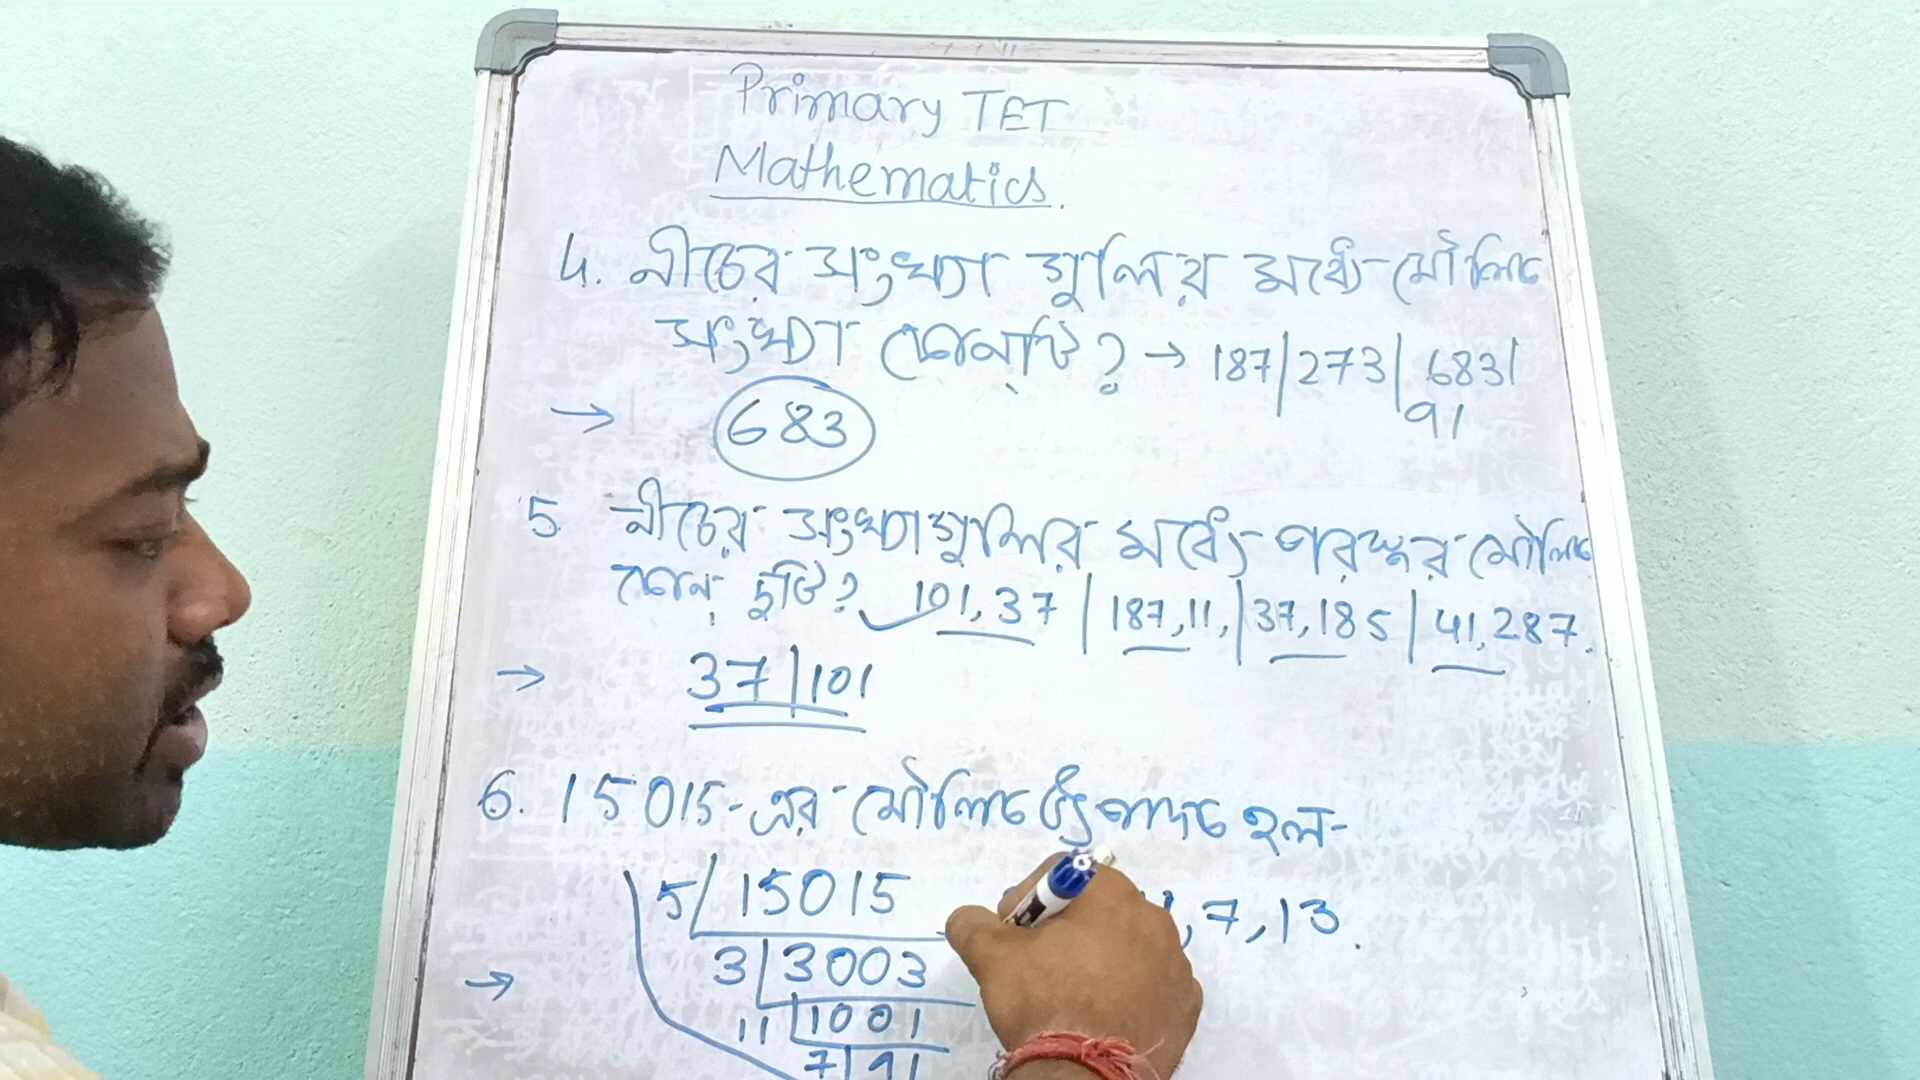 Primary TET
Mathematics.
4. নীচের সংখ্যা গুলির মধ্যে মৌলিক
সংখ্যা কোনটি? → 187|273|683|
91
→ 683
5. নীচের সংখ্যাগুলির মধ্যে পরস্পর মৌলিক
কোন্ দুটি? 101, 37 | 187, 11, | 37, 185 | 41, 287.
→ 37|101
6. 15015-এর মৌলিক উৎপাদক হল-
5 | 15015
, 7, 13.
3 | 3003
→
11 | 1001
7 | 91